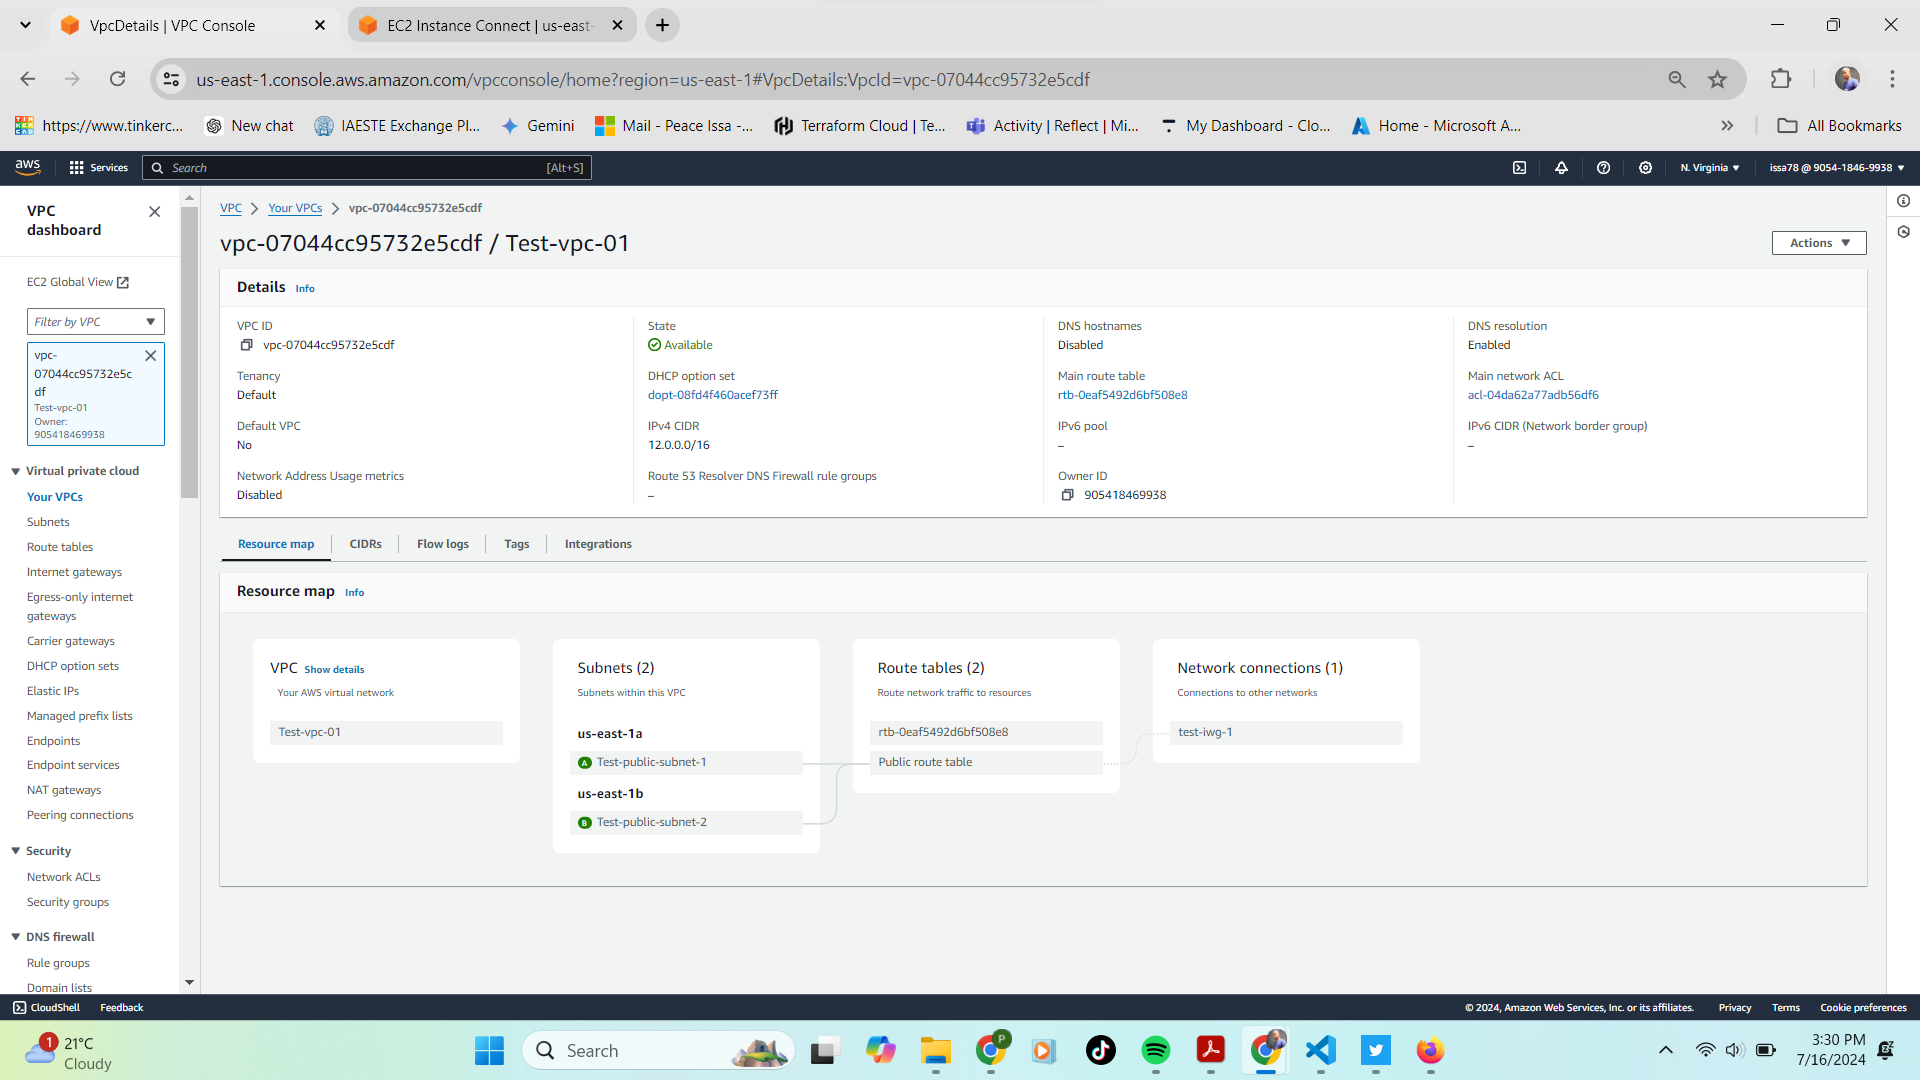 VpcDetails | VPC Console
EC2 Instance Connect | us-east-
us-east-1.console.aws.amazon.com/vpcconsole/home?region=us-east-1#VpcDetails:VpcId=vpc-07044cc95732e5cdf
https://www.tinkerc...
New chat
IAESTE Exchange Pl...
Gemini
Mail - Peace Issa -...
Terraform Cloud | Te...
Activity | Reflect | Mi...
My Dashboard - Clo...
Home - Microsoft A...
All Bookmarks
aws
Services
Search
[Alt+S]
N. Virginia
issa78 @ 9054-1846-9938
VPC
dashboard
EC2 Global View
Filter by VPC
vpc-
07044cc95732e5c
df
Test-vpc-01
Owner:
905418469938
Virtual private cloud
Your VPCs
Subnets
Route tables
Internet gateways
Egress-only internet
gateways
Carrier gateways
DHCP option sets
Elastic IPs
Managed prefix lists
Endpoints
Endpoint services
NAT gateways
Peering connections
Security
Network ACLs
Security groups
DNS firewall
Rule groups
Domain lists
VPC
Your VPCs
vpc-07044cc95732e5cdf
vpc-07044cc95732e5cdf / Test-vpc-01
Actions
Details Info
VPC ID
vpc-07044cc95732e5cdf
State
Available
DNS hostnames
Disabled
DNS resolution
Enabled
Tenancy
Default
DHCP option set
dopt-08fd4f460acef73ff
Main route table
rtb-0eaf5492d6bf508e8
Main network ACL
acl-04da62a77adb56df6
Default VPC
No
IPv4 CIDR
12.0.0.0/16
IPv6 pool
–
IPv6 CIDR (Network border group)
–
Network Address Usage metrics
Disabled
Route 53 Resolver DNS Firewall rule groups
–
Owner ID
905418469938
Resource map
CIDRs
Flow logs
Tags
Integrations
Resource map Info
VPC Show details
Your AWS virtual network
Test-vpc-01
Subnets (2)
Subnets within this VPC
us-east-1a
A Test-public-subnet-1
us-east-1b
B Test-public-subnet-2
Route tables (2)
Route network traffic to resources
rtb-0eaf5492d6bf508e8
Public route table
Network connections (1)
Connections to other networks
test-iwg-1
CloudShell
Feedback
© 2024, Amazon Web Services, Inc. or its affiliates.
Privacy
Terms
Cookie preferences
1
21°C
Cloudy
Search
P
3:30 PM
7/16/2024